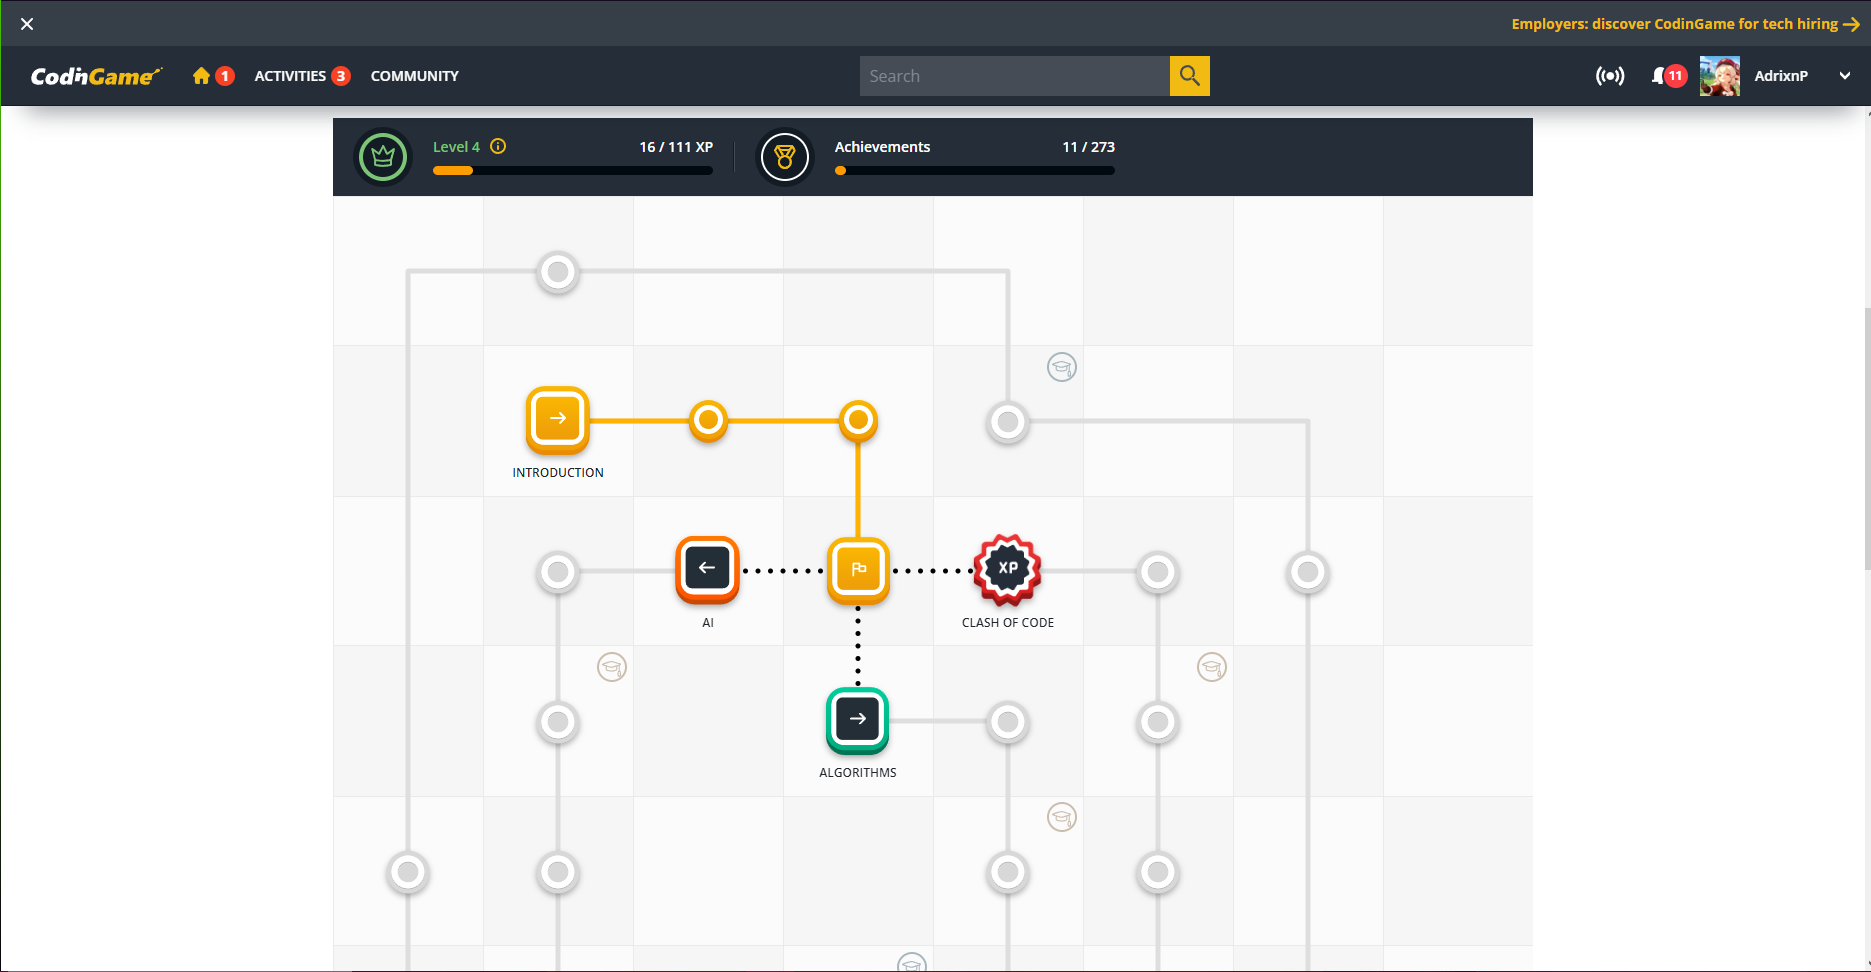 Employers: discover CodinGame for tech hiring
CodinGame
1
ACTIVITIES 3
COMMUNITY
Search
11
AdrixnP
Level 4
16 / 111 XP
Achievements
11 / 273
INTRODUCTION
XP
AI
CLASH OF CODE
ALGORITHMS